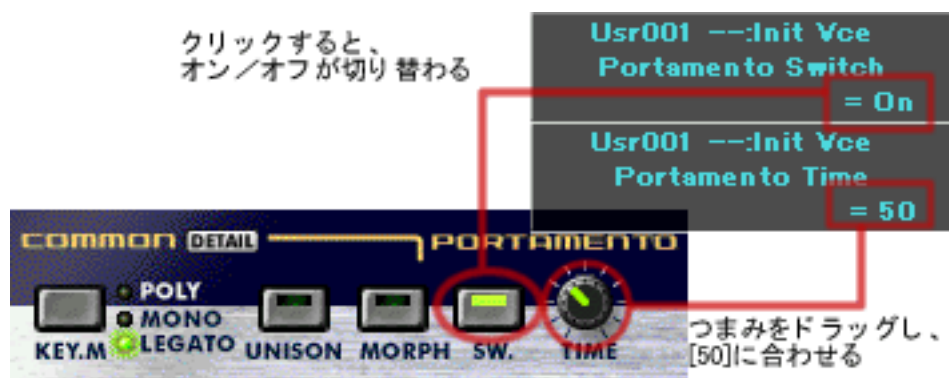 クリックすると、
オン／オフが切り替わる
Usr001 --:Init Vce
Portamento Switch
= On
Usr001 --:Init Vce
Portamento Time
= 50
COMMON DETAIL
PORTAMENTO
POLY
MONO
LEGATO
KEY.M
UNISON
MORPH
SW.
TIME
つまみをドラッグし、
[50]に合わせる